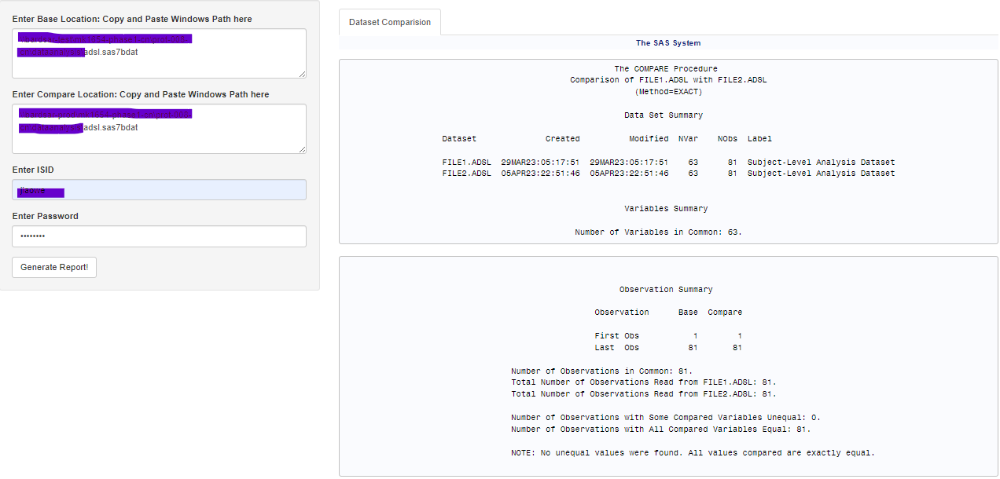 Enter Base Location: Copy and Paste Windows Path here
adsl.sas7bdat
Enter Compare Location: Copy and Paste Windows Path here
adsl.sas7bdat
Enter ISID
Enter Password
••••••••
Generate Report!
Dataset Comparision
The SAS System
The COMPARE Procedure
Comparison of FILE1.ADSL with FILE2.ADSL
(Method=EXACT)
Data Set Summary
Dataset Created Modified NVar NObs Label
FILE1.ADSL 29MAR23:05:17:51 29MAR23:05:17:51 63 81 Subject-Level Analysis Dataset
FILE2.ADSL 05APR23:22:51:46 05APR23:22:51:46 63 81 Subject-Level Analysis Dataset
Variables Summary
Number of Variables in Common: 63.
Observation Summary
Observation Base Compare
First Obs 1 1
Last Obs 81 81
Number of Observations in Common: 81.
Total Number of Observations Read from FILE1.ADSL: 81.
Total Number of Observations Read from FILE2.ADSL: 81.
Number of Observations with Some Compared Variables Unequal: 0.
Number of Observations with All Compared Variables Equal: 81.
NOTE: No unequal values were found. All values compared are exactly equal.